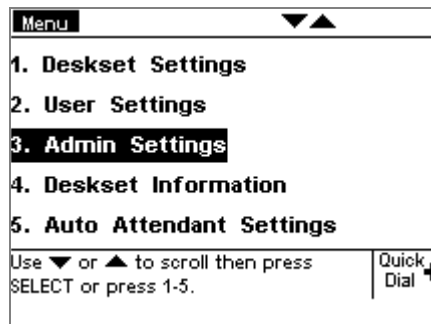 Menu ▼▲
1. Deskset Settings
2. User Settings
3. Admin Settings
4. Deskset Information
5. Auto Attendant Settings
Use ▼ or ▲ to scroll then press
SELECT or press 1-5.
Quick
Dial